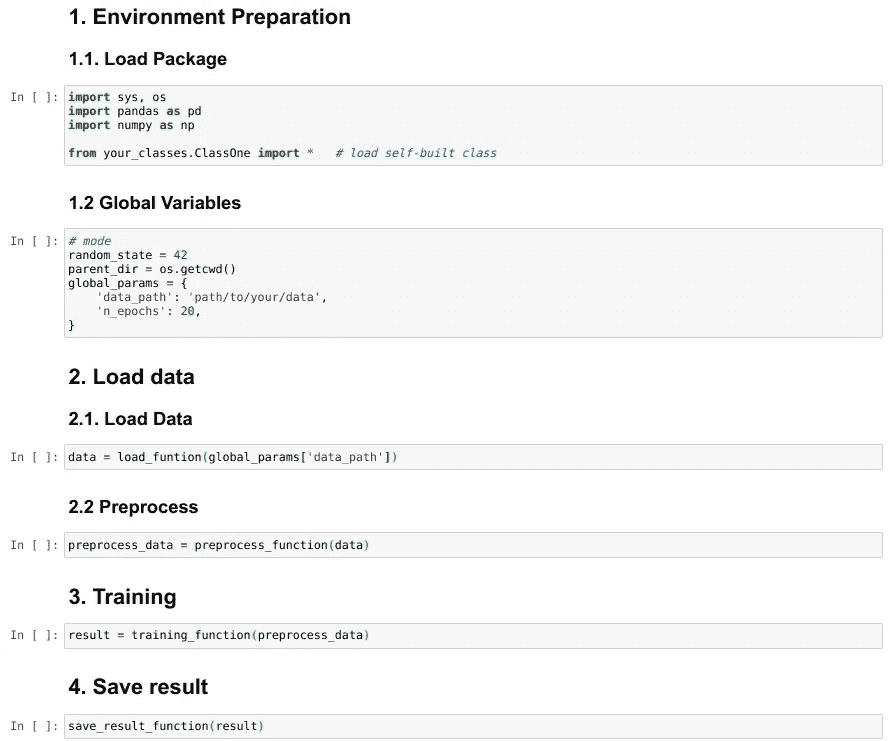 1. Environment Preparation
1.1. Load Package
In [ ]: import sys, os
import pandas as pd
import numpy as np
from your_classes.ClassOne import *   # load self-built class
1.2 Global Variables
In [ ]: # mode
random_state = 42
parent_dir = os.getcwd()
global_params = {
    'data_path': 'path/to/your/data',
    'n_epochs': 20,
}
2. Load data
2.1. Load Data
In [ ]: data = load_funtion(global_params['data_path'])
2.2 Preprocess
In [ ]: preprocess_data = preprocess_function(data)
3. Training
In [ ]: result = training_function(preprocess_data)
4. Save result
In [ ]: save_result_function(result)